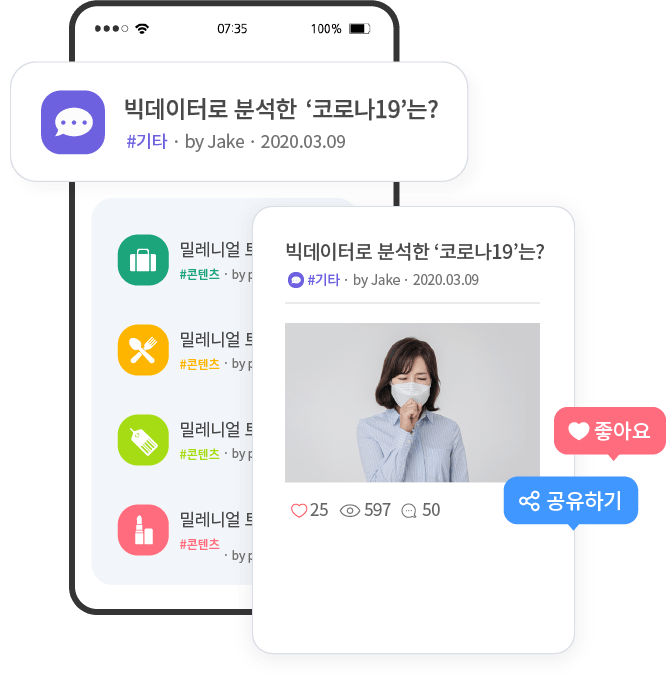 07:35
100%
빅데이터로 분석한 ‘코로나19’는?
#기타 · by Jake · 2020.03.09
밀레니얼
#콘텐츠 · by
밀레니얼
#콘텐츠 · by
밀레니얼
#콘텐츠 · by
밀레니얼
#콘텐츠 · by
빅데이터로 분석한 ‘코로나19’는?
#기타 · by Jake · 2020.03.09
25 597 50
좋아요
공유하기